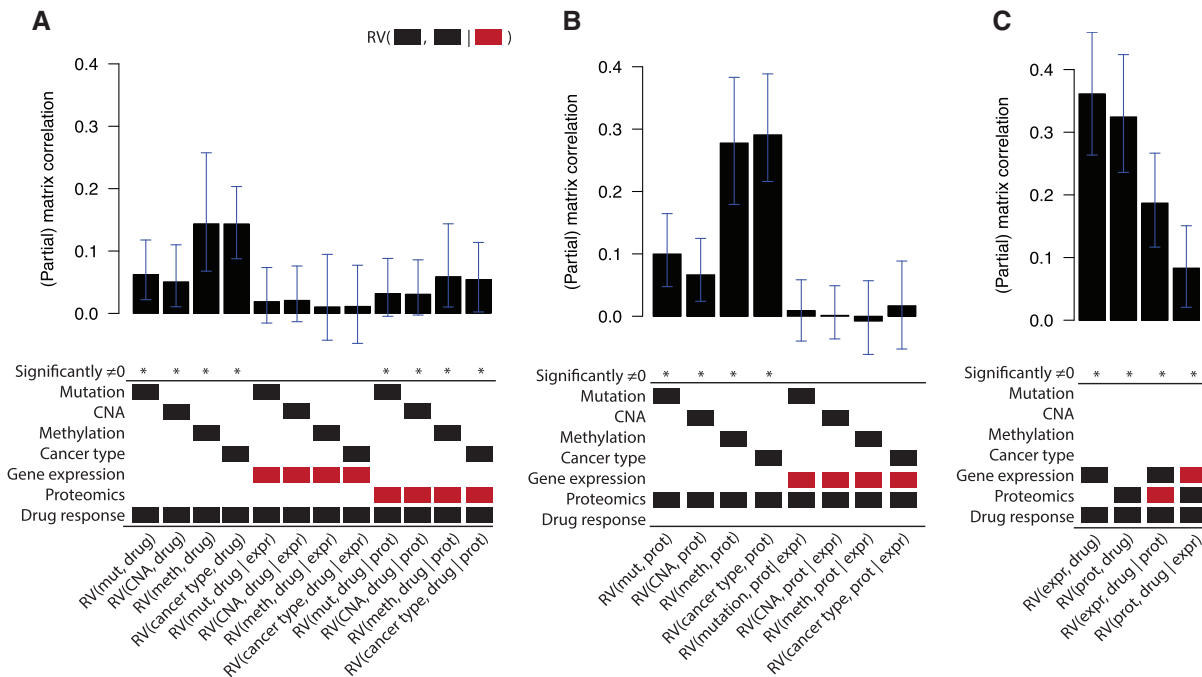 A
RV( , | )
(Partial) matrix correlation
0.4
0.3
0.2
0.1
0.0
Significantly ≠0 * * * * * * * *
Mutation
CNA
Methylation
Cancer type
Gene expression
Proteomics
Drug response
RV(mut, drug)
RV(CNA, drug)
RV(meth, drug)
RV(cancer type, drug)
RV(mut, drug | expr)
RV(CNA, drug | expr)
RV(meth, drug | expr)
RV(cancer type, drug | expr)
RV(mut, drug | prot)
RV(CNA, drug | prot)
RV(meth, drug | prot)
RV(cancer type, drug | prot)
B
(Partial) matrix correlation
0.4
0.3
0.2
0.1
0.0
Significantly ≠0 * * * *
Mutation
CNA
Methylation
Cancer type
Gene expression
Proteomics
Drug response
RV(mut, prot)
RV(CNA, prot)
RV(meth, prot)
RV(cancer type, prot)
RV(mutation, prot| expr)
RV(CNA, prot | expr)
RV(meth, prot | expr)
RV(cancer type, prot | expr)
C
(Partial) matrix correlation
0.4
0.3
0.2
0.1
0.0
Significantly ≠0 * * * *
Mutation
CNA
Methylation
Cancer type
Gene expression
Proteomics
Drug response
RV(expr, drug)
RV(prot, drug)
RV(expr, drug | prot)
RV(prot, drug | expr)